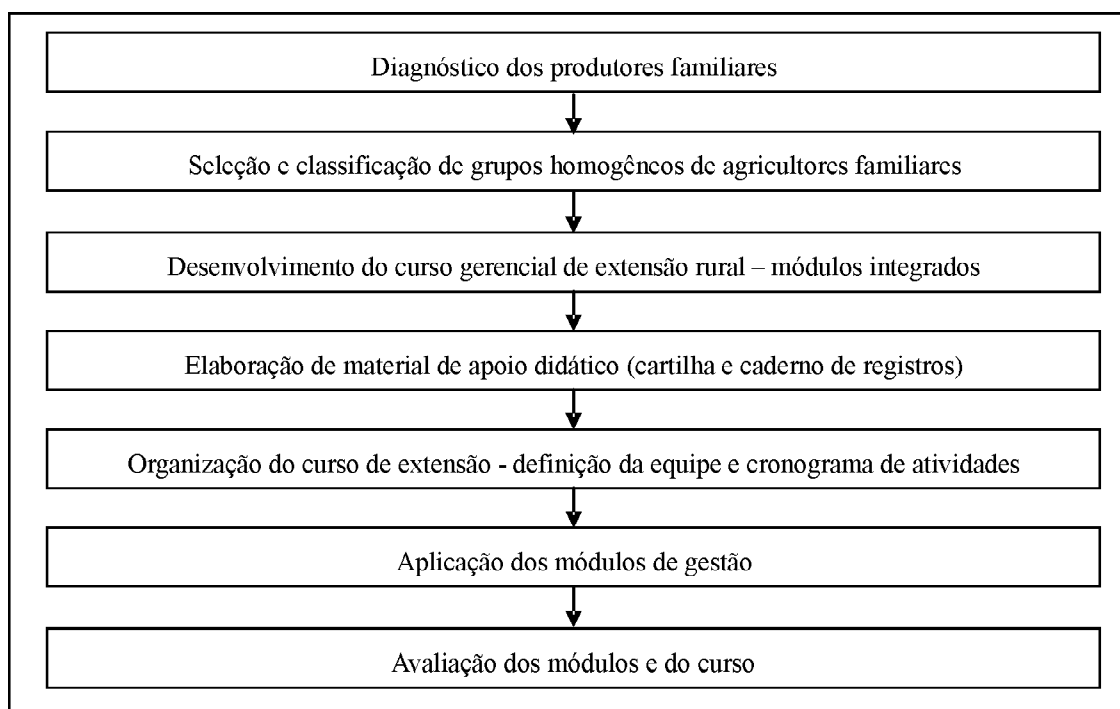 Diagnóstico dos produtores familiares
Seleção e classificação de grupos homogêneos de agricultores familiares
Desenvolvimento do curso gerencial de extensão rural – módulos integrados
Elaboração de material de apoio didático (cartilha e caderno de registros)
Organização do curso de extensão - definição da equipe e cronograma de atividades
Aplicação dos módulos de gestão
Avaliação dos módulos e do curso